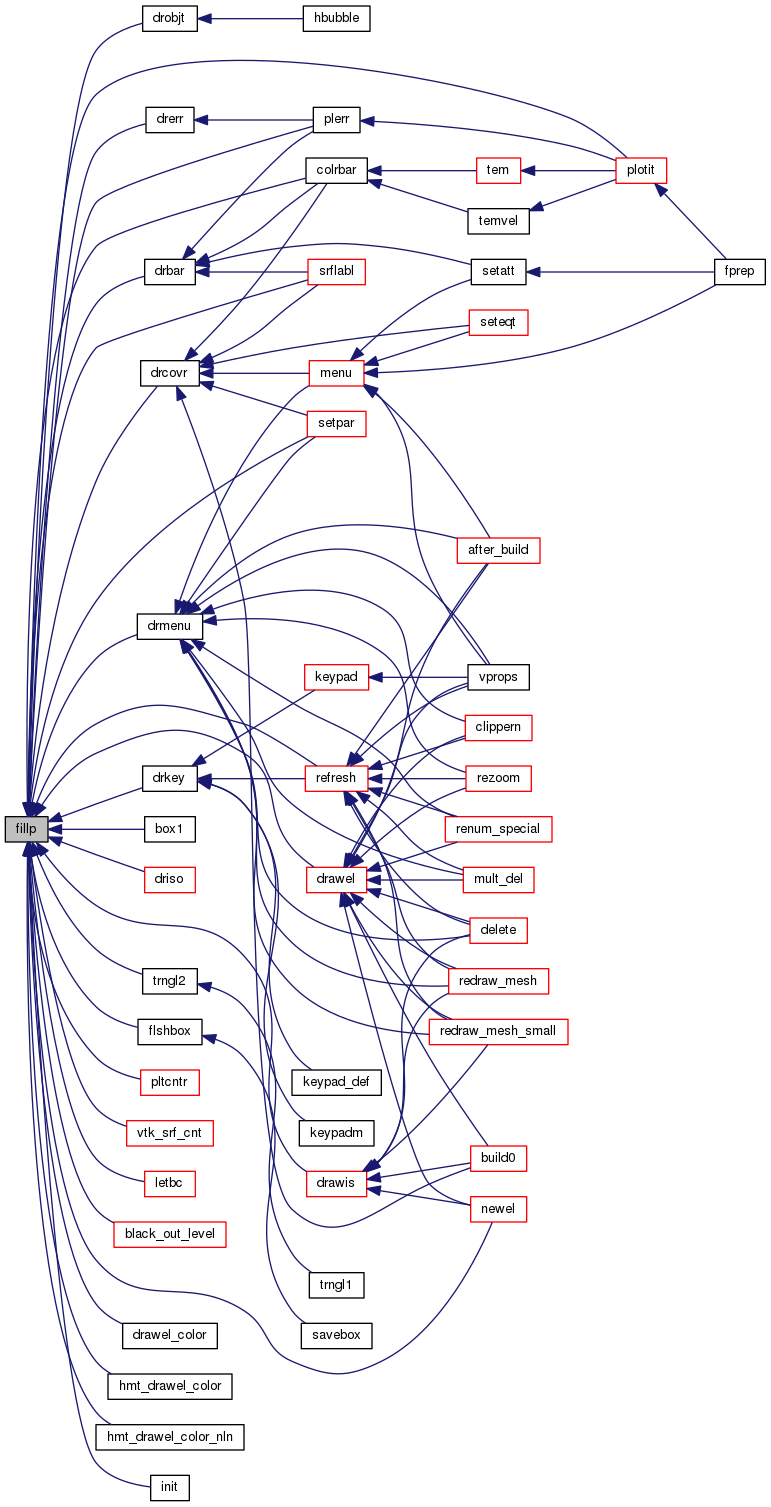 drobjt
hbubble
drerr
plerr
colrbar
tem
plotit
temvel
drbar
srflabl
setatt
fprep
seteqt
drcovr
menu
setpar
after_build
drmenu
keypad
vprops
clippern
drkey
refresh
rezoom
fillp
box1
renum_special
driso
drawel
mult_del
delete
trngl2
redraw_mesh
flshbox
redraw_mesh_small
pltcntr
keypad_def
vtk_srf_cnt
keypadm
build0
letbc
drawis
newel
black_out_level
trngl1
drawel_color
savebox
hmt_drawel_color
hmt_drawel_color_nln
init